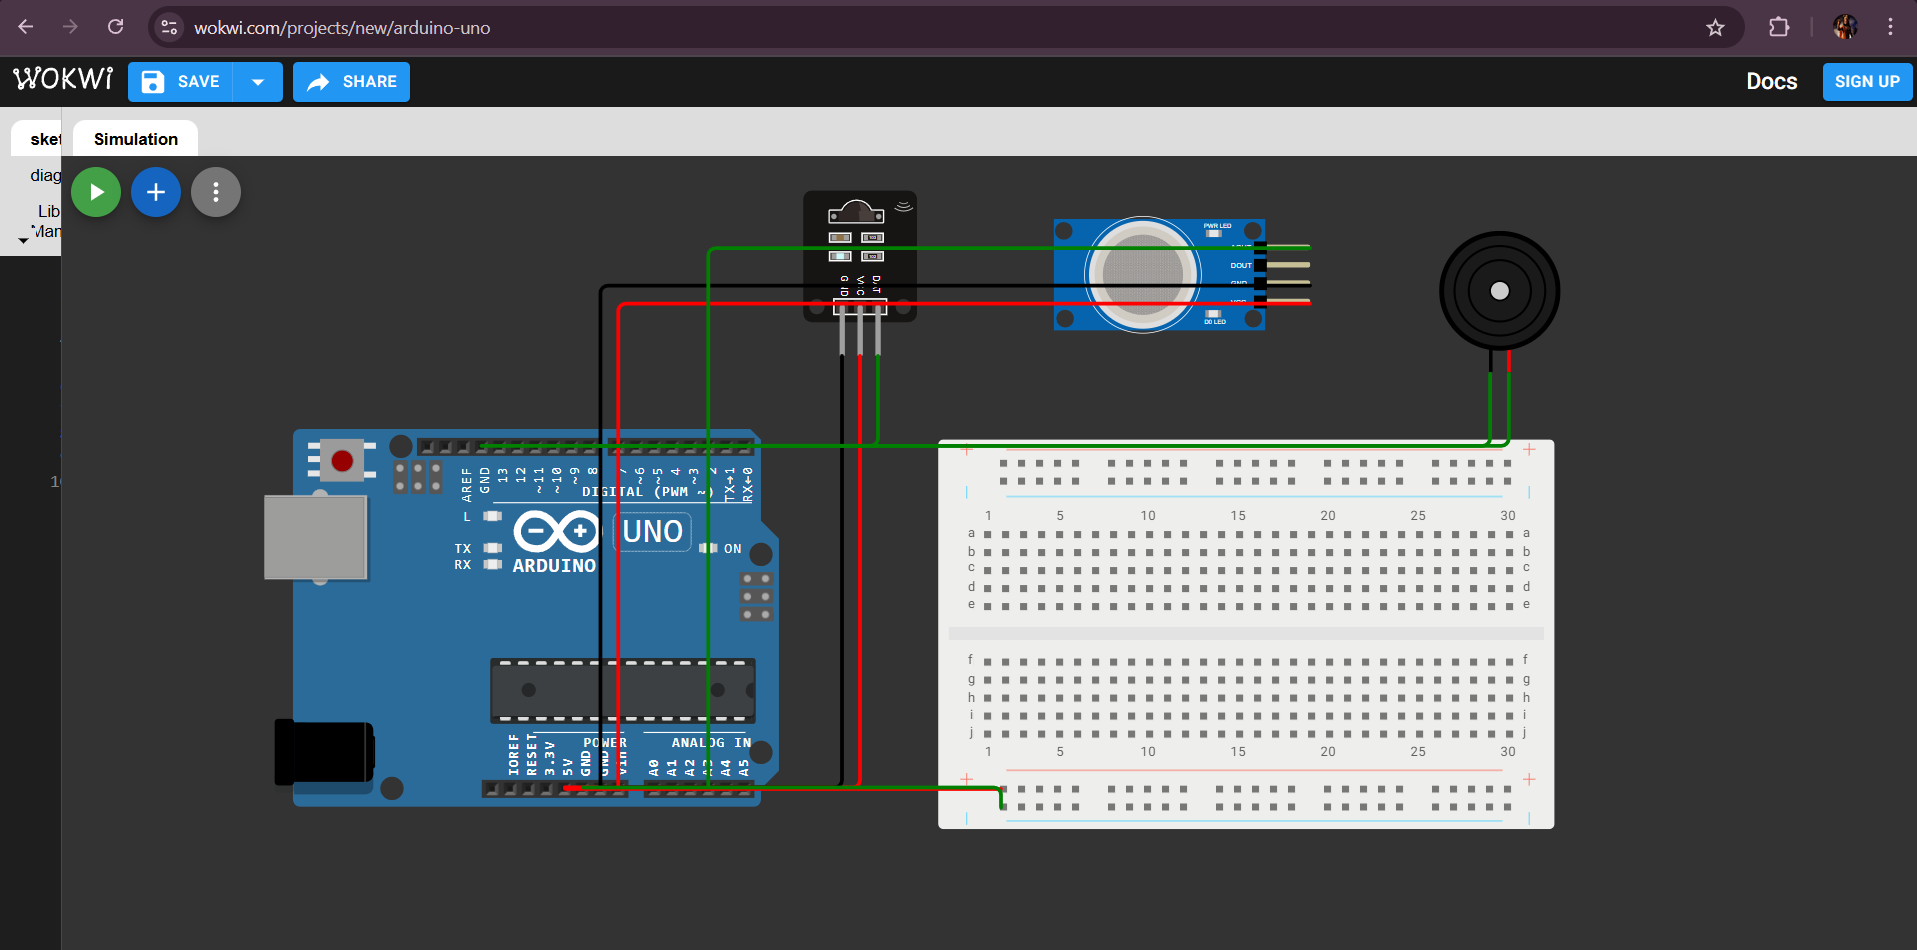 wokwi.com/projects/new/arduino-uno
WOKWi
SAVE
SHARE
Docs
SIGN UP
sket
Simulation
diag
Lib
Man
10
GND
VCC
DAT
PWR LED
DOUT
D0 LED
AREF
GND
13
12
~11
~10
~9
8
7
~6
~5
4
~3
2
TX→1
RX←0
DIGITAL (PWM ~)
L
TX
RX
UNO
ON
ARDUINO
POWER
ANALOG IN
IOREF
RESET
3.3V
5V
GND
GND
VIN
A0
A1
A2
A3
A4
A5
1 5 10 15 20 25 30
a a
b b
c c
d d
e e
f f
g g
h h
i i
j j
1 5 10 15 20 25 30